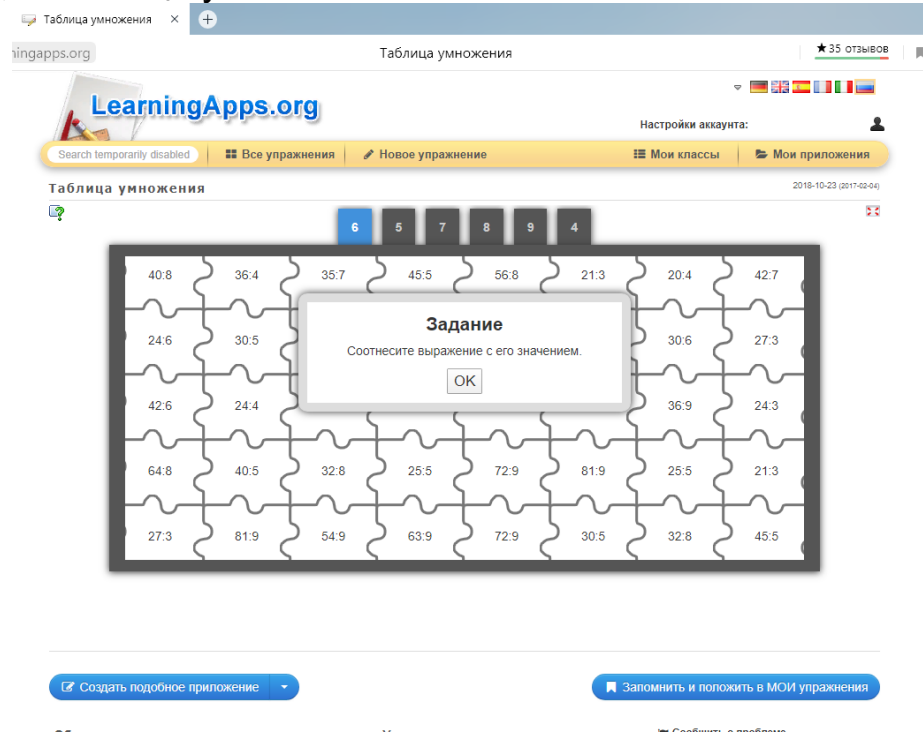 Таблица умножения × +
ningapps.org Таблица умножения ★35 отзывов
LearningApps.org
Настройки аккаунта:
Search temporarily disabled Все упражнения Новое упражнение Мои классы Мои приложения
Таблица умножения 2018-10-23 (2017-02-04)
6 5 7 8 9 4
40:8 36:4 35:7 45:5 56:8 21:3 20:4 42:7
Задание
24:6 30:5 Соотнесите выражение с его значением. 30:6 27:3
OK
42:6 24:4 36:9 24:3
64:8 40:5 32:8 25:5 72:9 81:9 25:5 21:3
27:3 81:9 54:9 63:9 72:9 30:5 32:8 45:5
Создать подобное приложение Запомнить и положить в МОИ упражнения